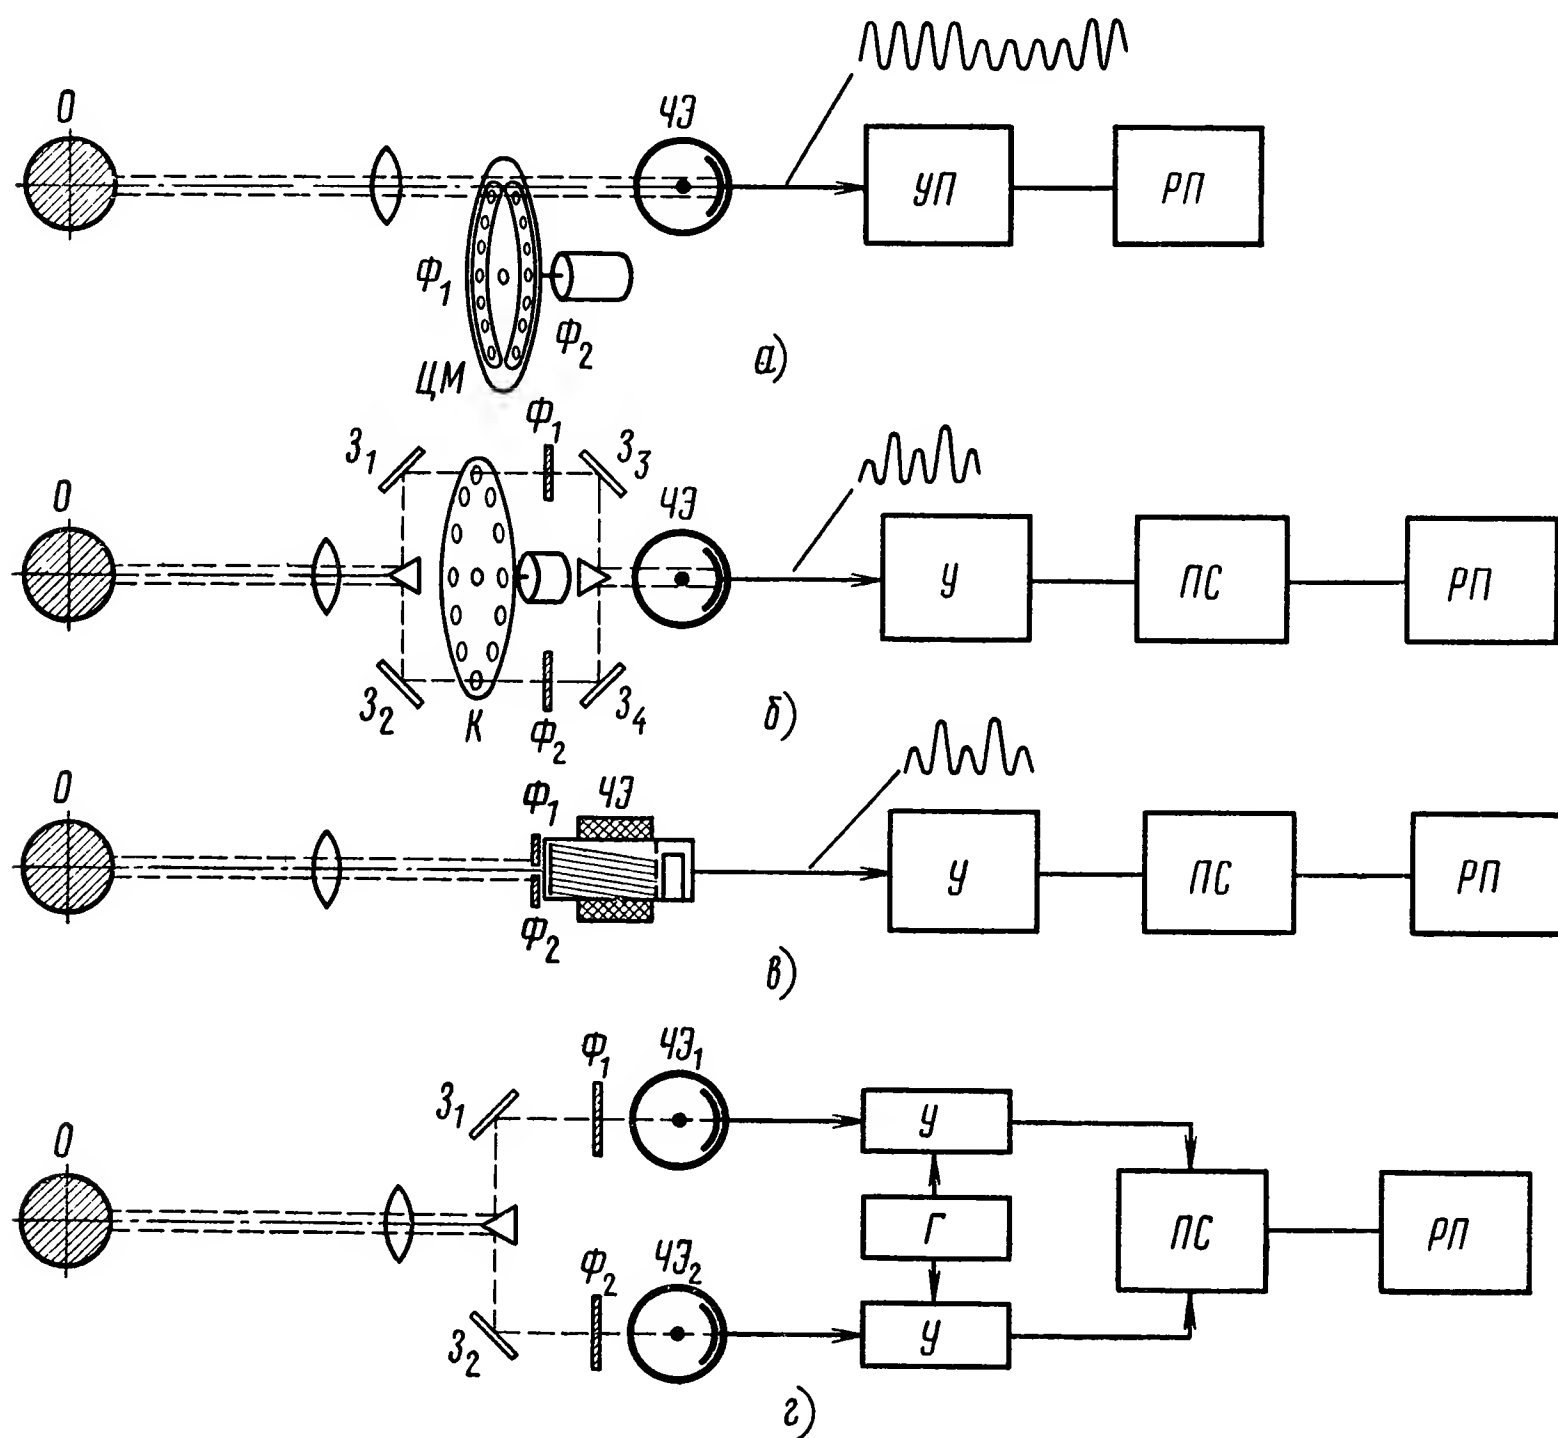 О
ЧЭ
УП
РП
Ф₁
Ф₂
ЦМ
а)
О
З₁
Ф₁
З₃
ЧЭ
У
ПС
РП
З₂
К
Ф₂
З₄
б)
О
Ф₁
ЧЭ
У
ПС
РП
Ф₂
в)
О
З₁
Ф₁
ЧЭ₁
У
Г
ПС
РП
З₂
Ф₂
ЧЭ₂
У
г)